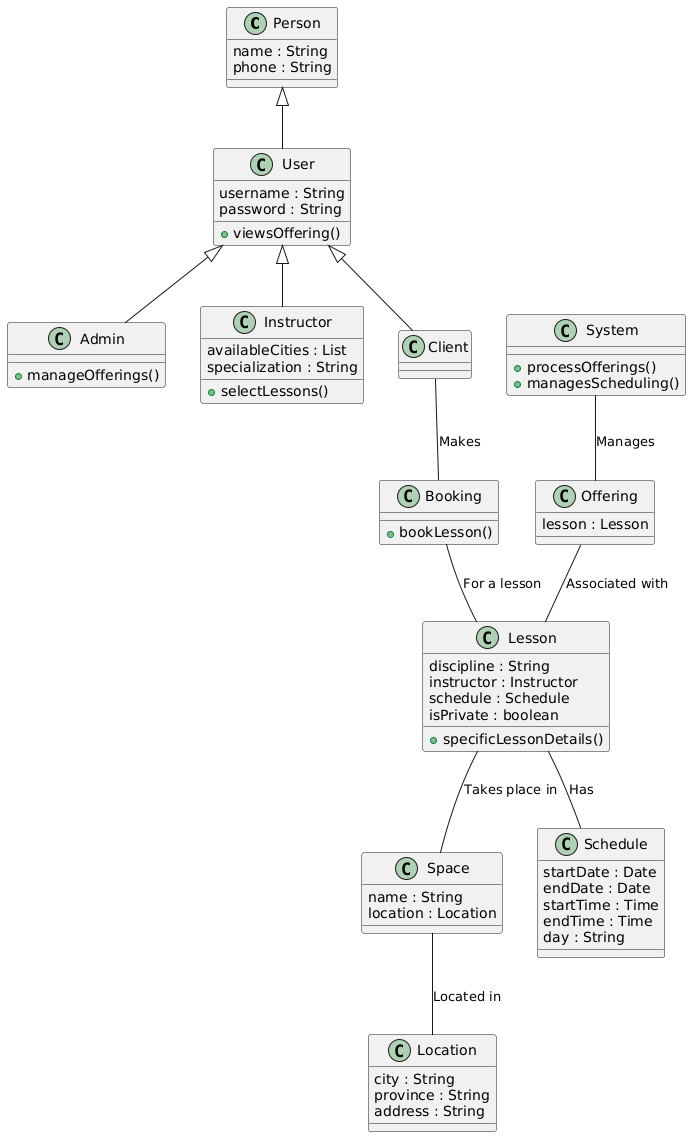 C Person
name : String
phone : String
C User
username : String
password : String
viewsOffering()
C Admin
manageOfferings()
C Instructor
availableCities : List
specialization : String
selectLessons()
C Client
C System
processOfferings()
managesScheduling()
Makes
Manages
C Booking
bookLesson()
C Offering
lesson : Lesson
For a lesson
Associated with
C Lesson
discipline : String
instructor : Instructor
schedule : Schedule
isPrivate : boolean
specificLessonDetails()
Takes place in
Has
C Space
name : String
location : Location
C Schedule
startDate : Date
endDate : Date
startTime : Time
endTime : Time
day : String
Located in
C Location
city : String
province : String
address : String